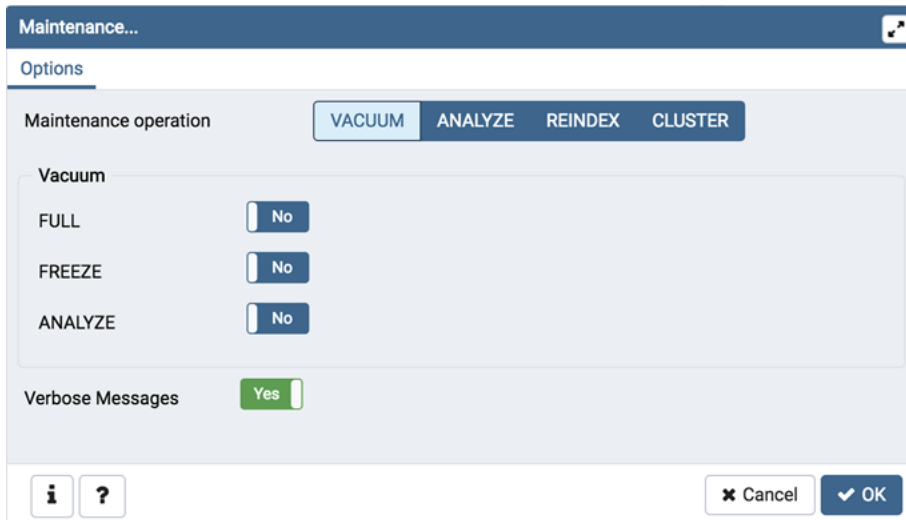 Maintenance...
Options
Maintenance operation VACUUM ANALYZE REINDEX CLUSTER
Vacuum
FULL No
FREEZE No
ANALYZE No
Verbose Messages Yes
i ? Cancel OK